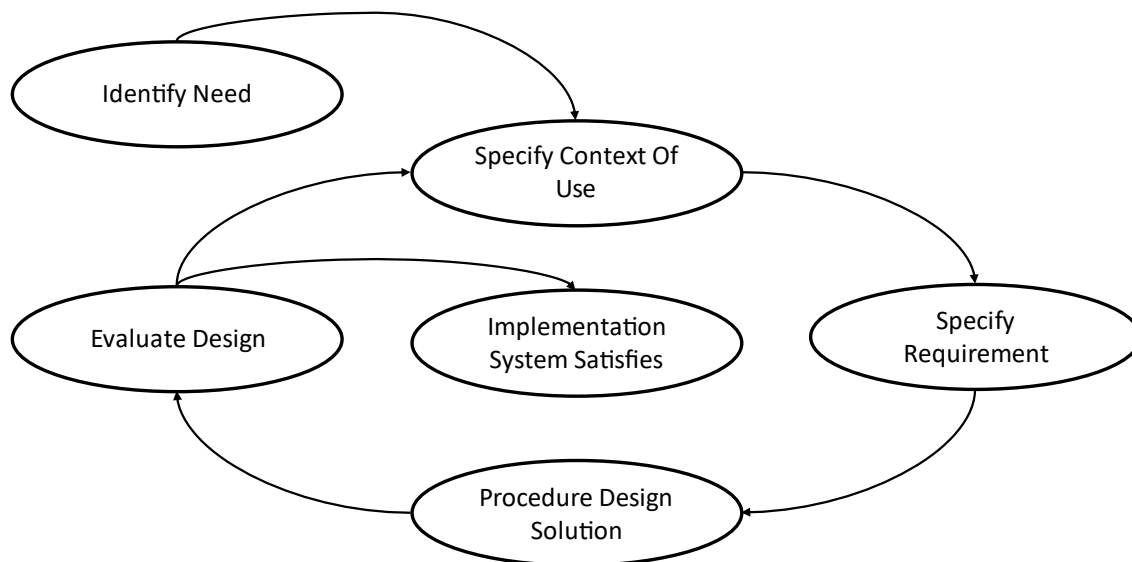 Identify Need
Specify Context Of
Use
Evaluate Design
Implementation
System Satisfies
Specify
Requirement
Procedure Design
Solution